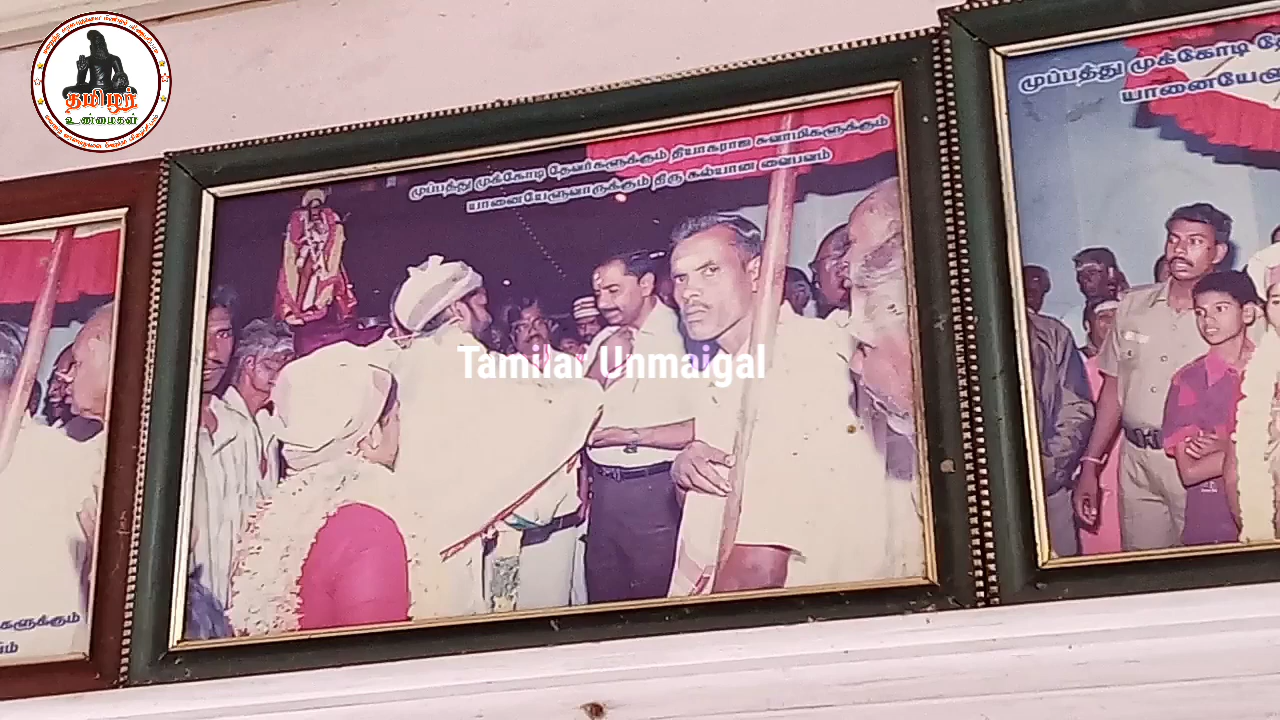 தமிழர்
உண்மைகள்
முப்பத்து முக்கோடி தேவர்களுக்கும் தியாகராஜ சுவாமிகளுக்கும்
யானையேளுவாருக்கும் திரு கல்யான வைபவம்
முப்பத்து முக்கோடி தே
யானையேளு
Tamilar Unmaigal
களுக்கும்